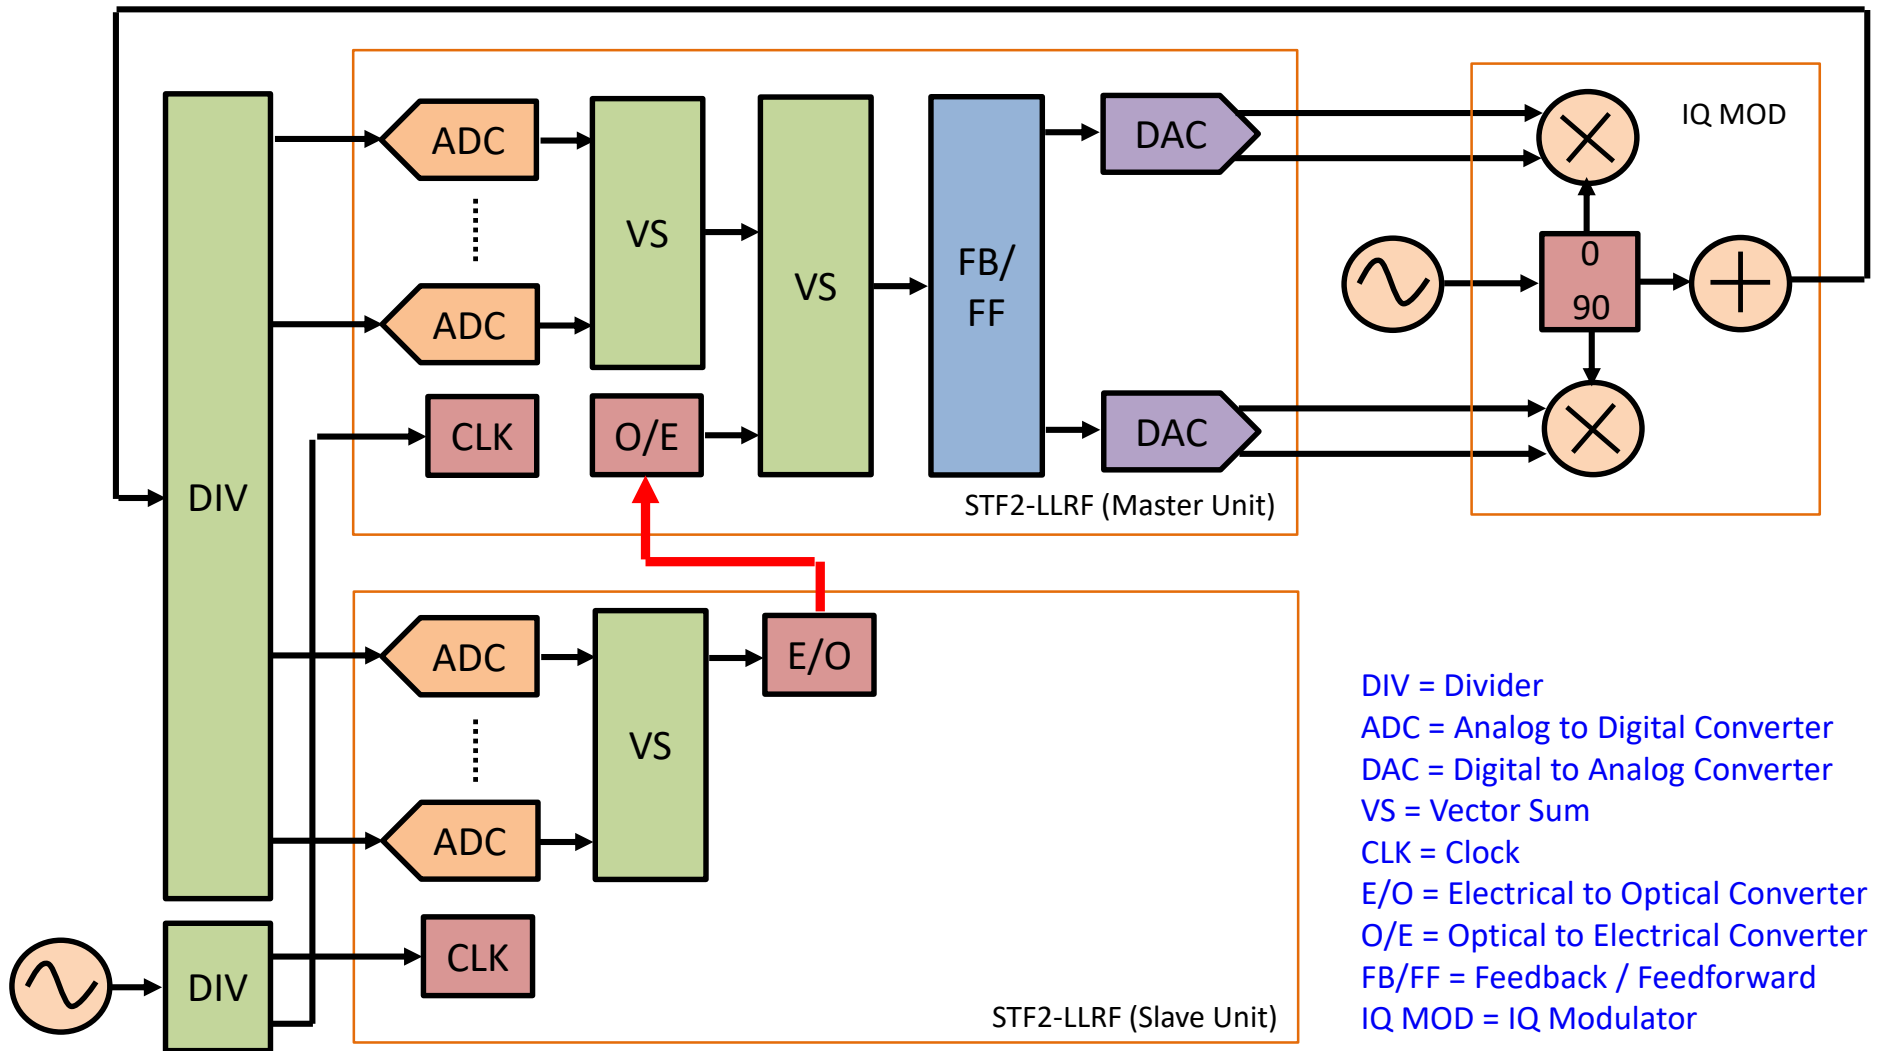 ADC
DAC
IQ MOD
VS
VS
FB/
FF
0
90
ADC
CLK
O/E
DAC
DIV
STF2-LLRF (Master Unit)
ADC
E/O
VS
ADC
CLK
DIV
STF2-LLRF (Slave Unit)
DIV = Divider
ADC = Analog to Digital Converter
DAC = Digital to Analog Converter
VS = Vector Sum
CLK = Clock
E/O = Electrical to Optical Converter
O/E = Optical to Electrical Converter
FB/FF = Feedback / Feedforward
IQ MOD = IQ Modulator